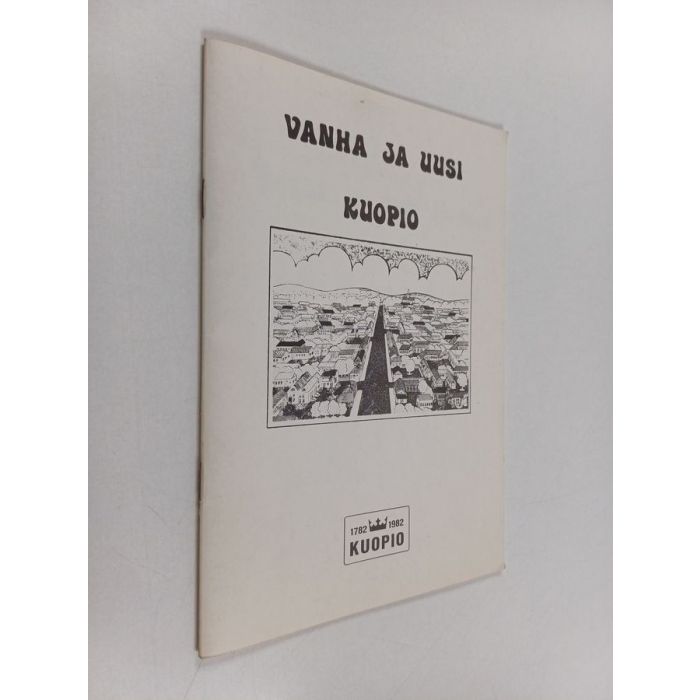 VANHA JA UUSI
KUOPIO
1782 1982
KUOPIO